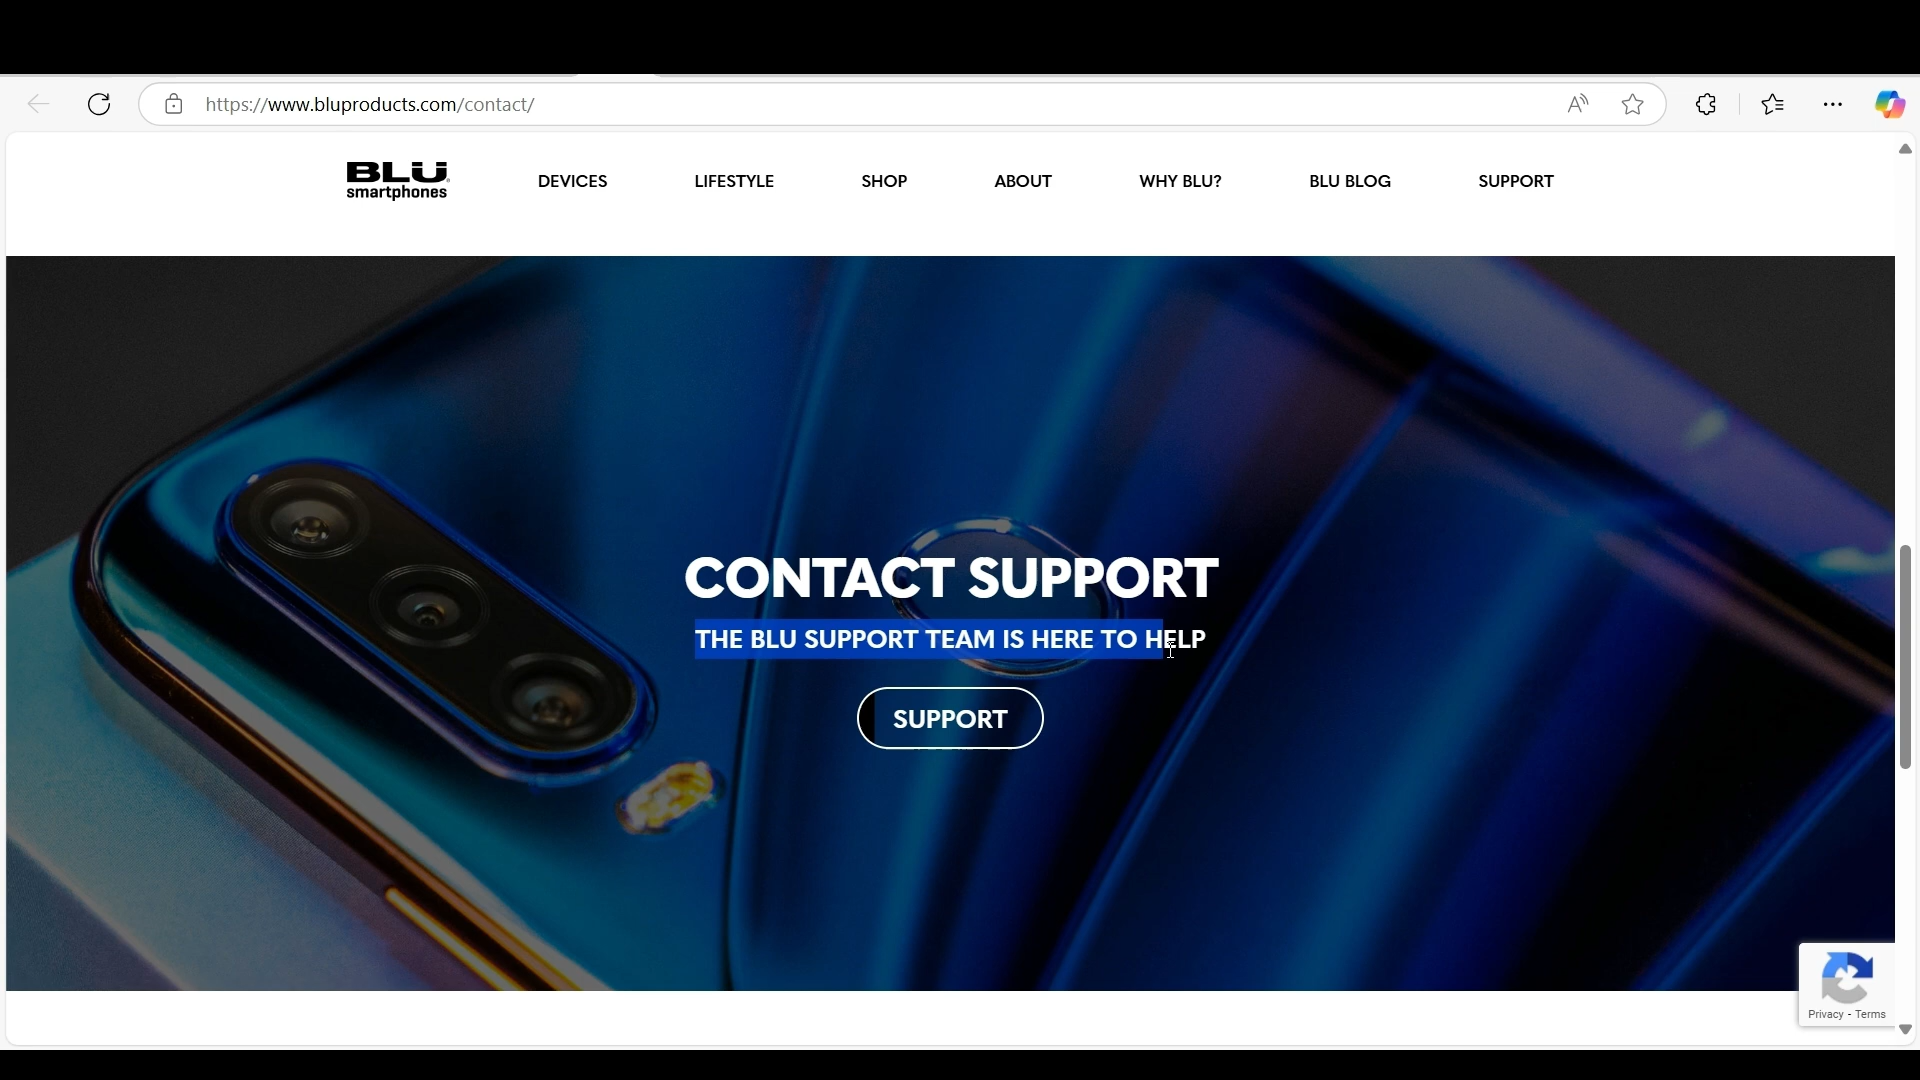 https://www.bluproducts.com/contact/
BLU
smartphones
DEVICES
LIFESTYLE
SHOP
ABOUT
WHY BLU?
BLU BLOG
SUPPORT
CONTACT SUPPORT
THE BLU SUPPORT TEAM IS HERE TO HELP
SUPPORT
Privacy - Terms